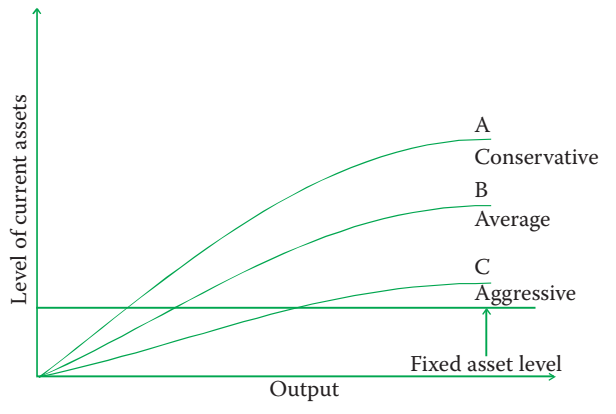 Level of current assets
A
Conservative
B
Average
C
Aggressive
Fixed asset level
Output